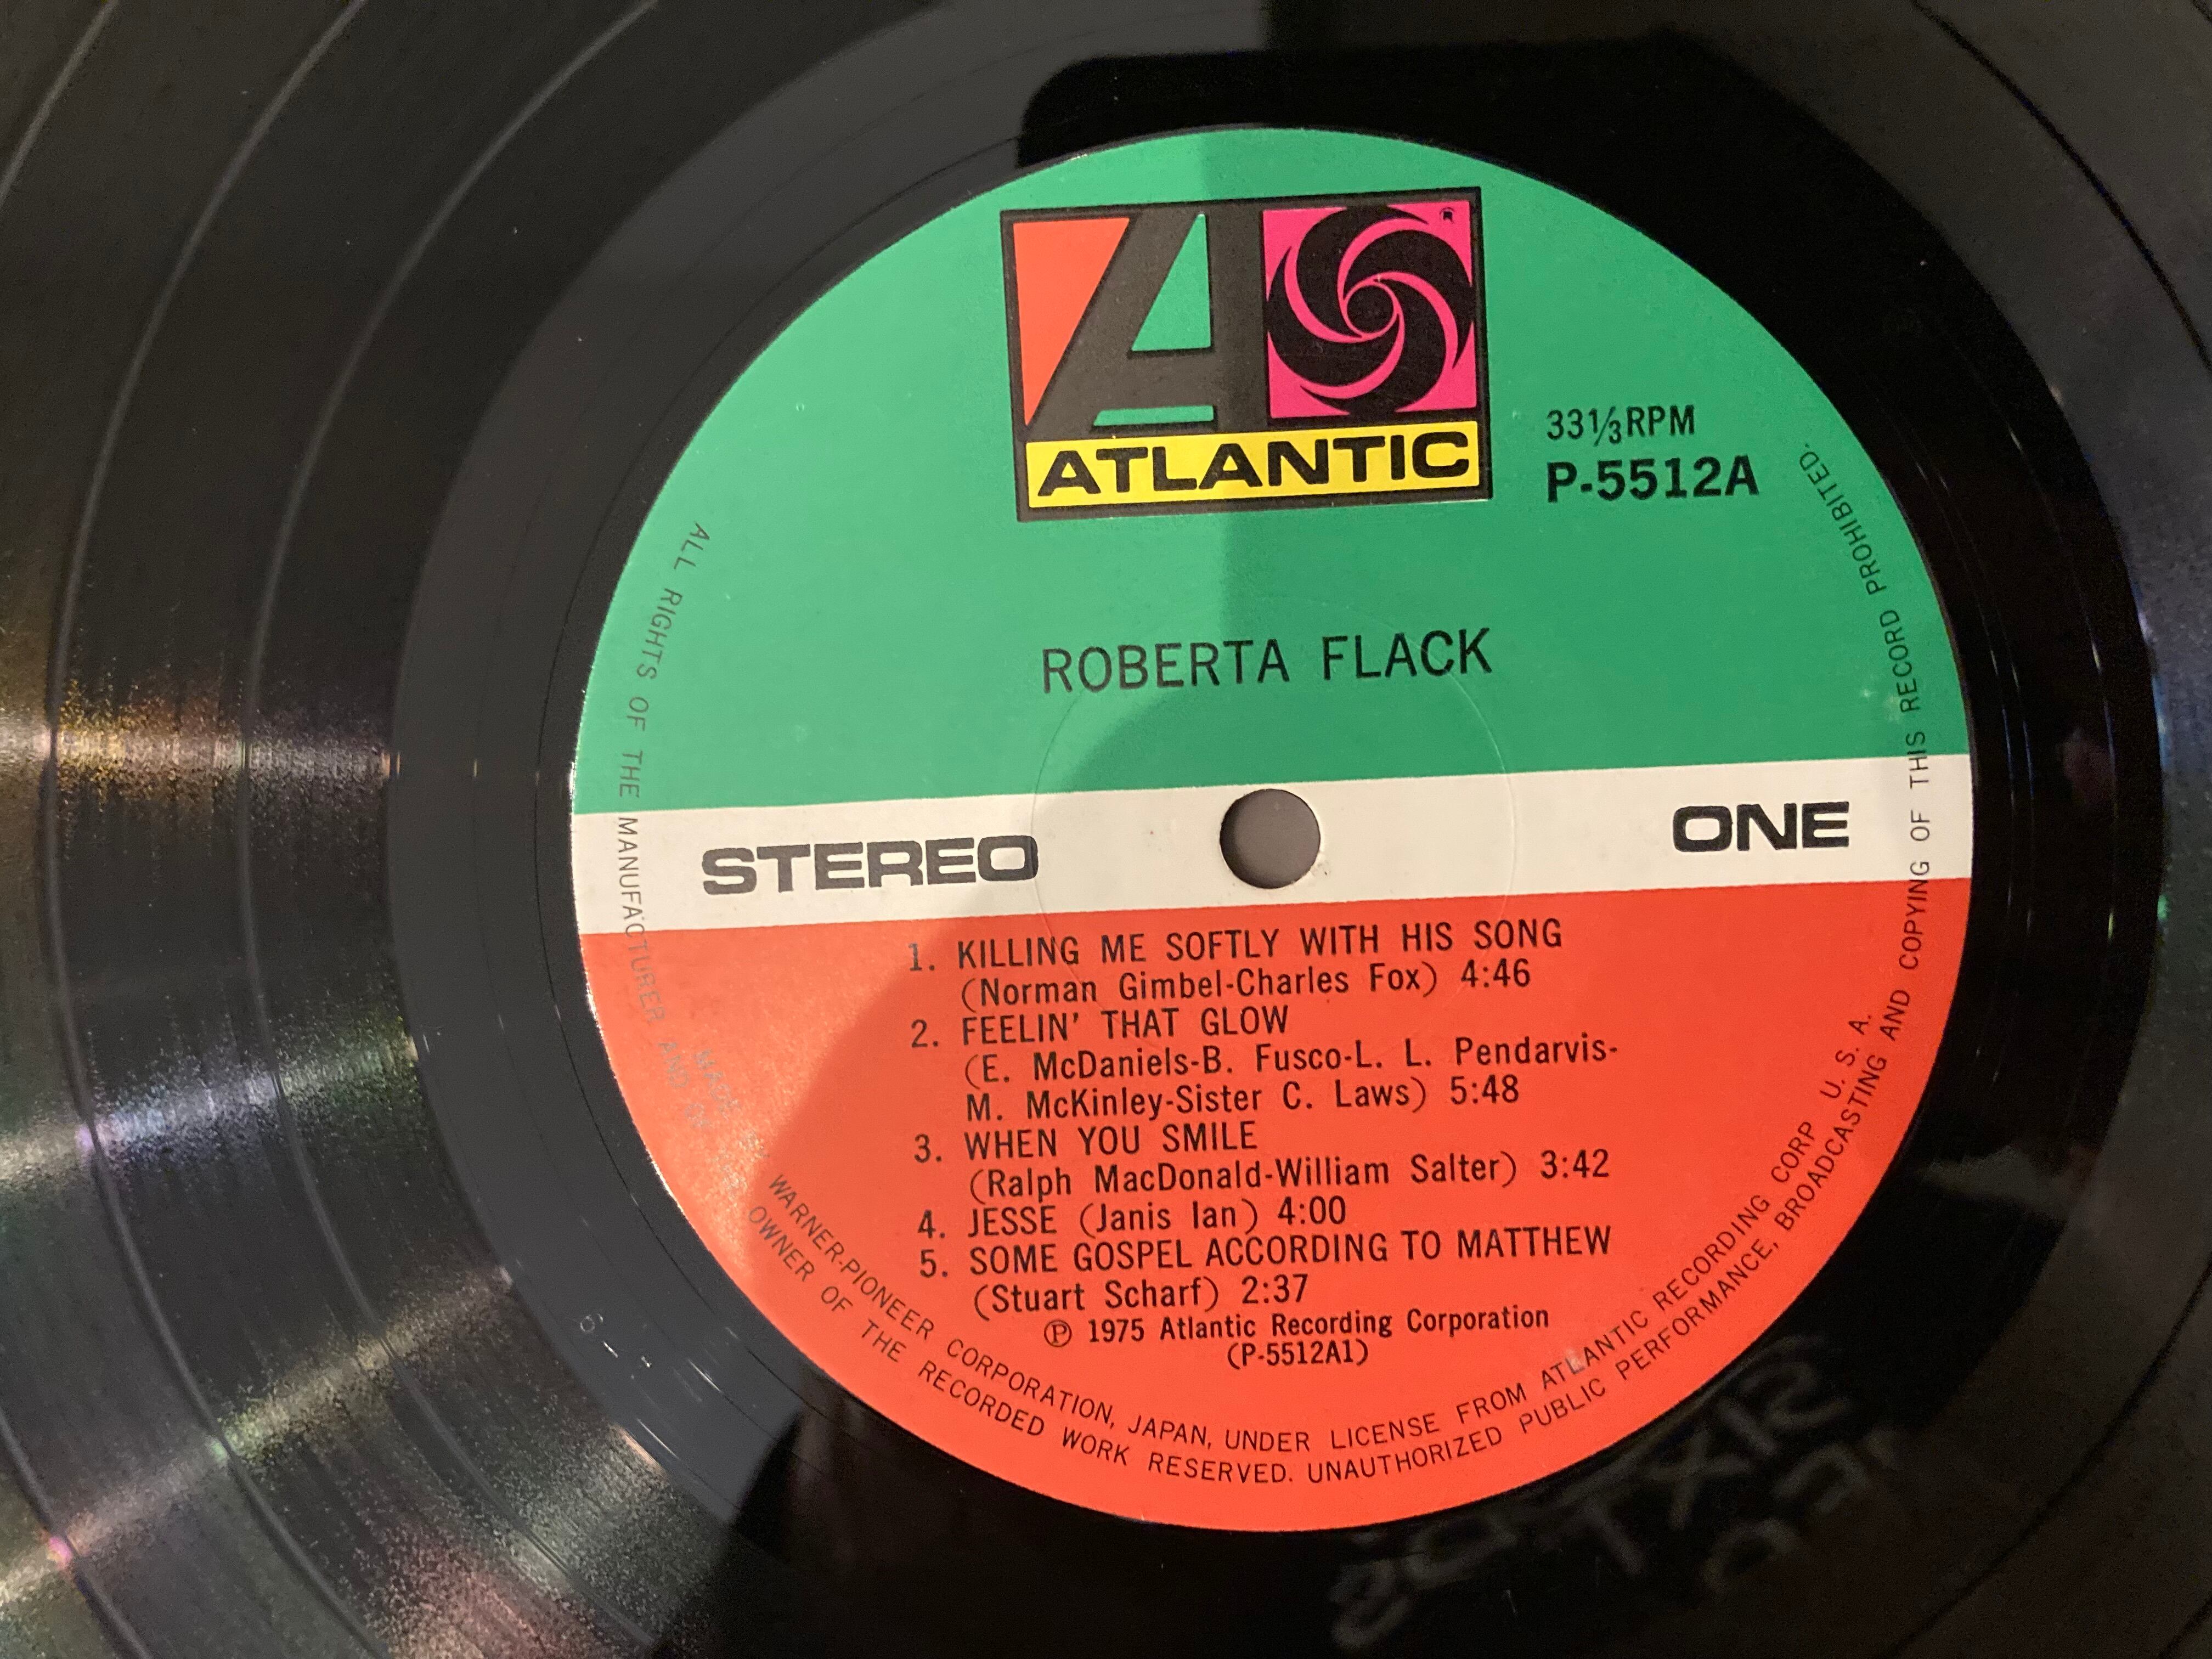 A
ATLANTIC
®
33⅓RPM
P-5512A
ROBERTA FLACK
STEREO
ONE
1. KILLING ME SOFTLY WITH HIS SONG
(Norman Gimbel-Charles Fox) 4:46
2. FEELIN' THAT GLOW
(E. McDaniels-B. Fusco-L. L. Pendarvis-
M. McKinley-Sister C. Laws) 5:48
3. WHEN YOU SMILE
(Ralph MacDonald-William Salter) 3:42
4. JESSE (Janis Ian) 4:00
5. SOME GOSPEL ACCORDING TO MATTHEW
(Stuart Scharf) 2:37
℗ 1975 Atlantic Recording Corporation
(P-5512A1)
WARNER-PIONEER CORPORATION, JAPAN, UNDER LICENSE FROM ATLANTIC RECORDING CORP U. S. A.
ALL RIGHTS OF THE MANUFACTURER, AND OF OWNER OF THE RECORDED WORK RESERVED. UNAUTHORIZED PUBLIC PERFORMANCE, BROADCASTING AND COPYING OF THIS RECORD PROHIBITED.